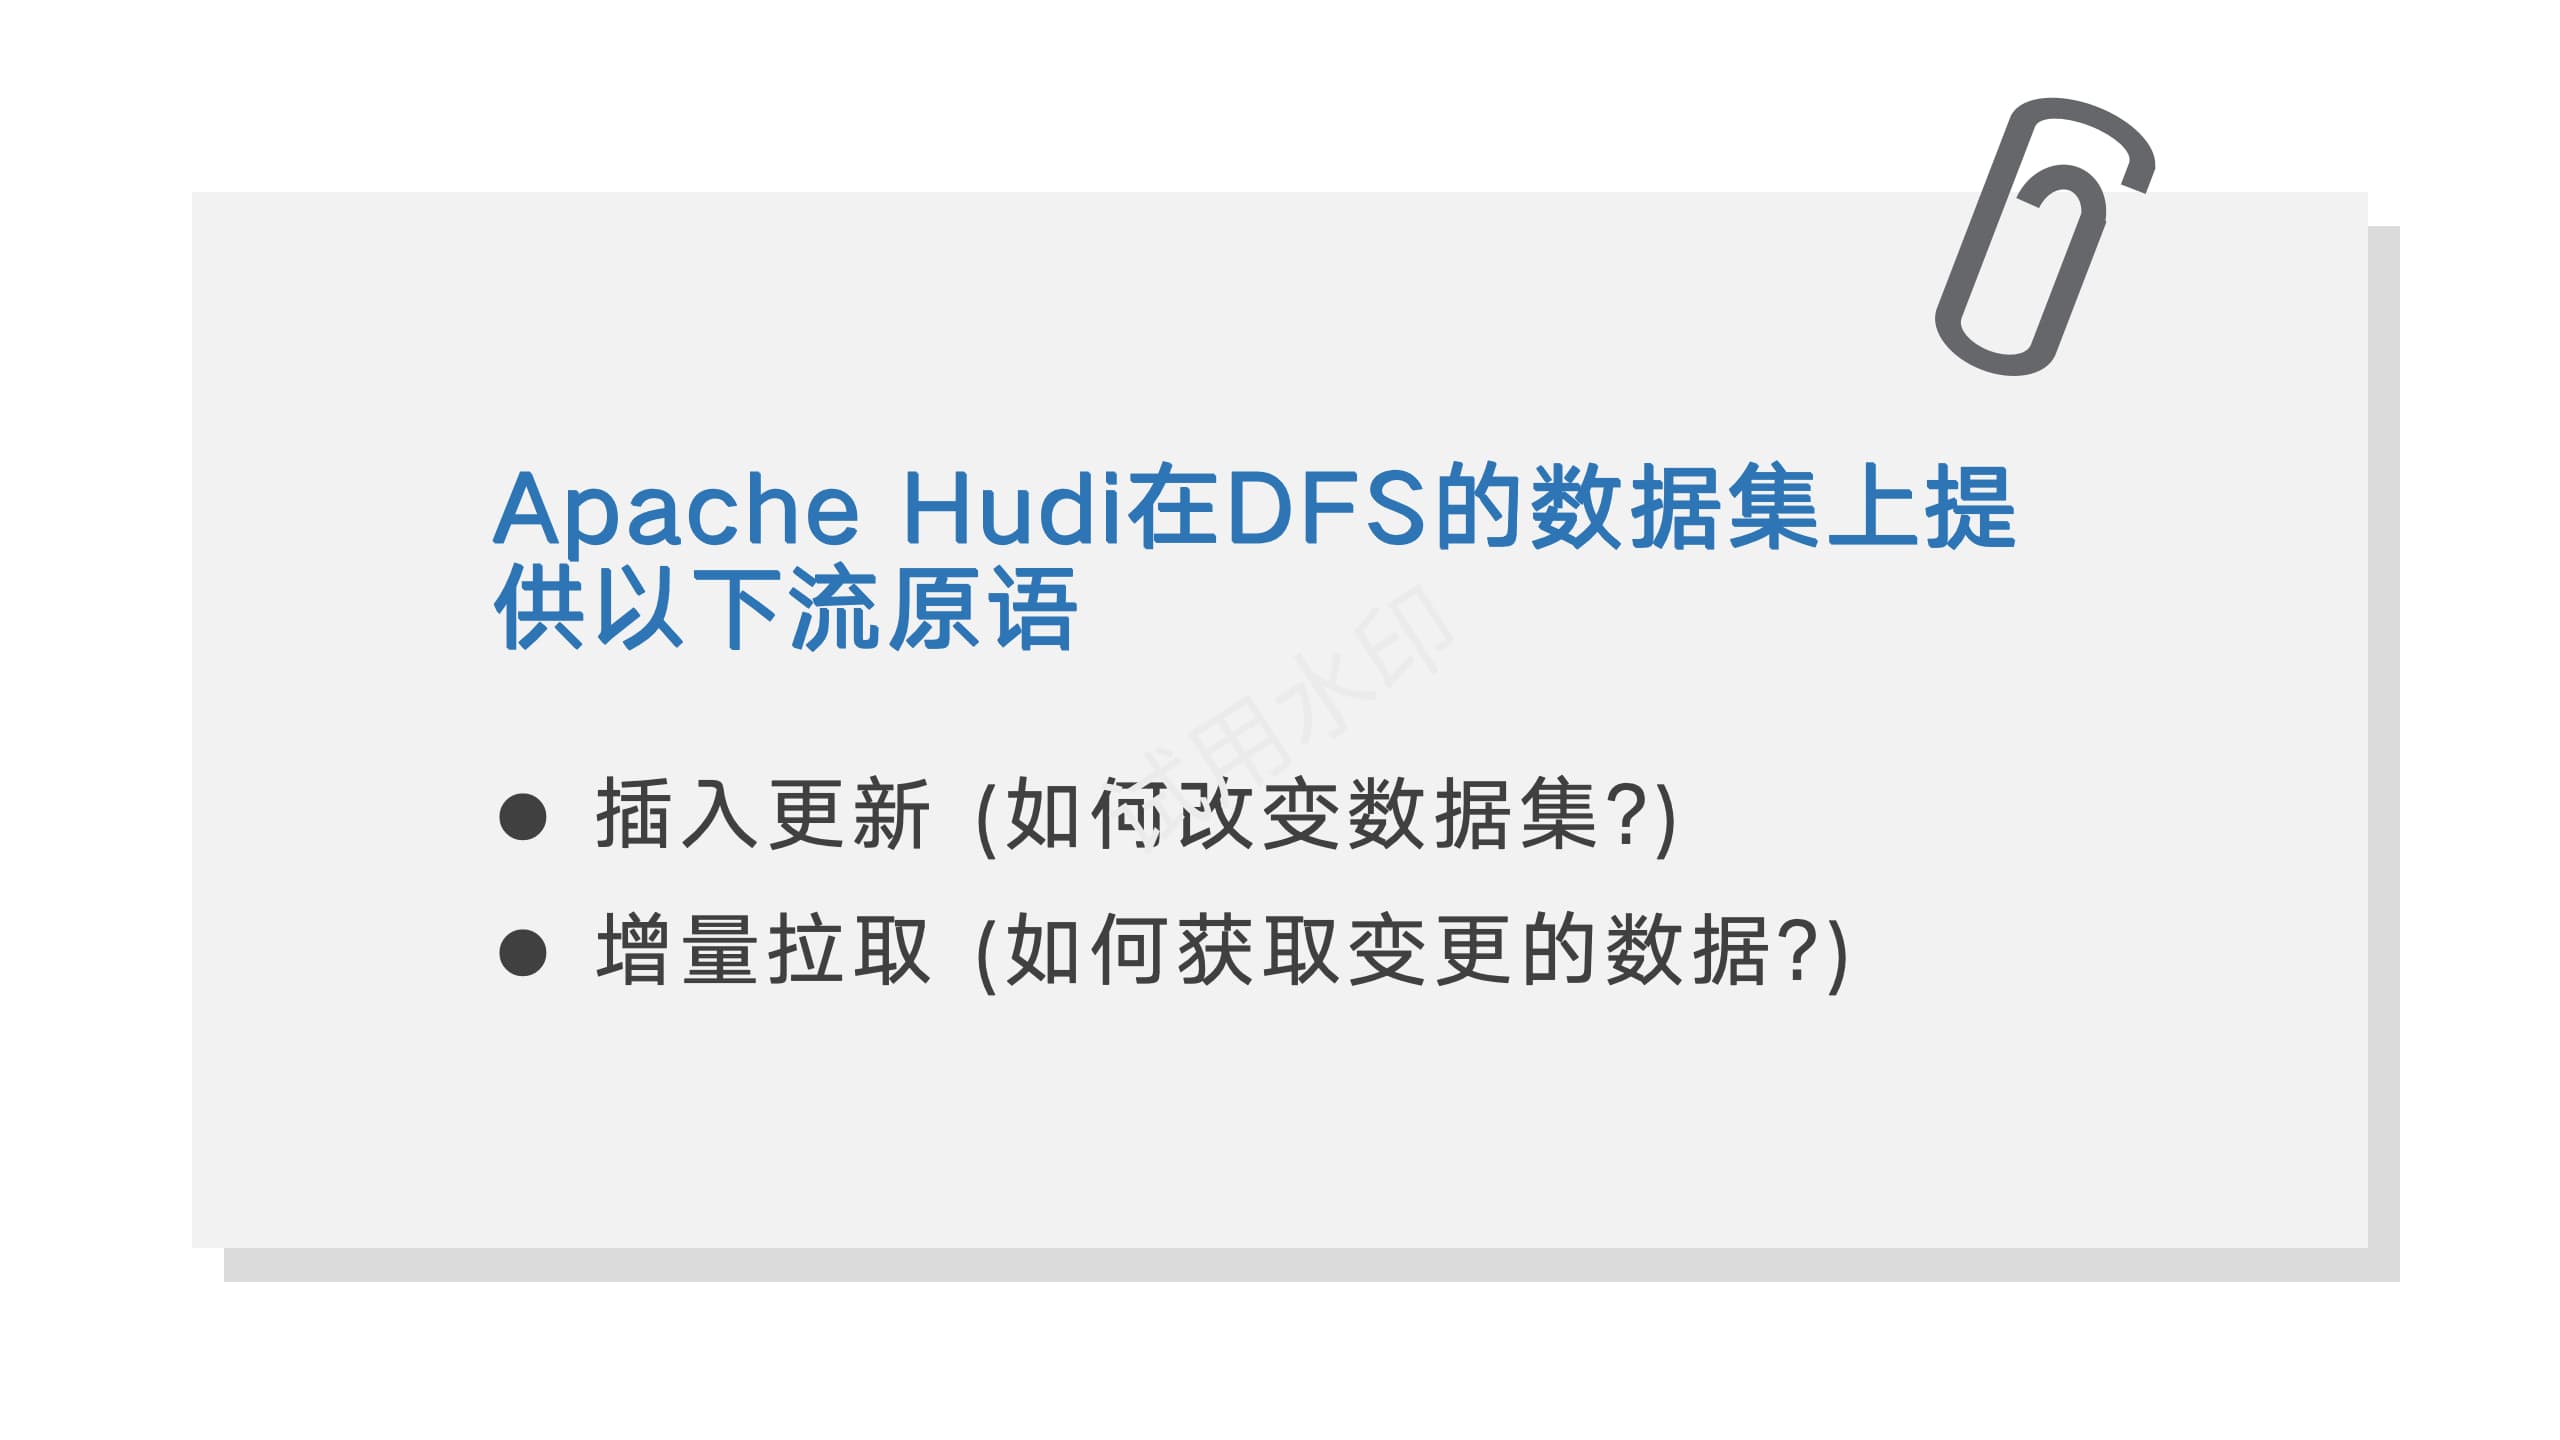 Apache Hudi在DFS的数据集上提
供以下流原语
试用水印
● 插入更新 (如何改变数据集?)
● 增量拉取 (如何获取变更的数据?)